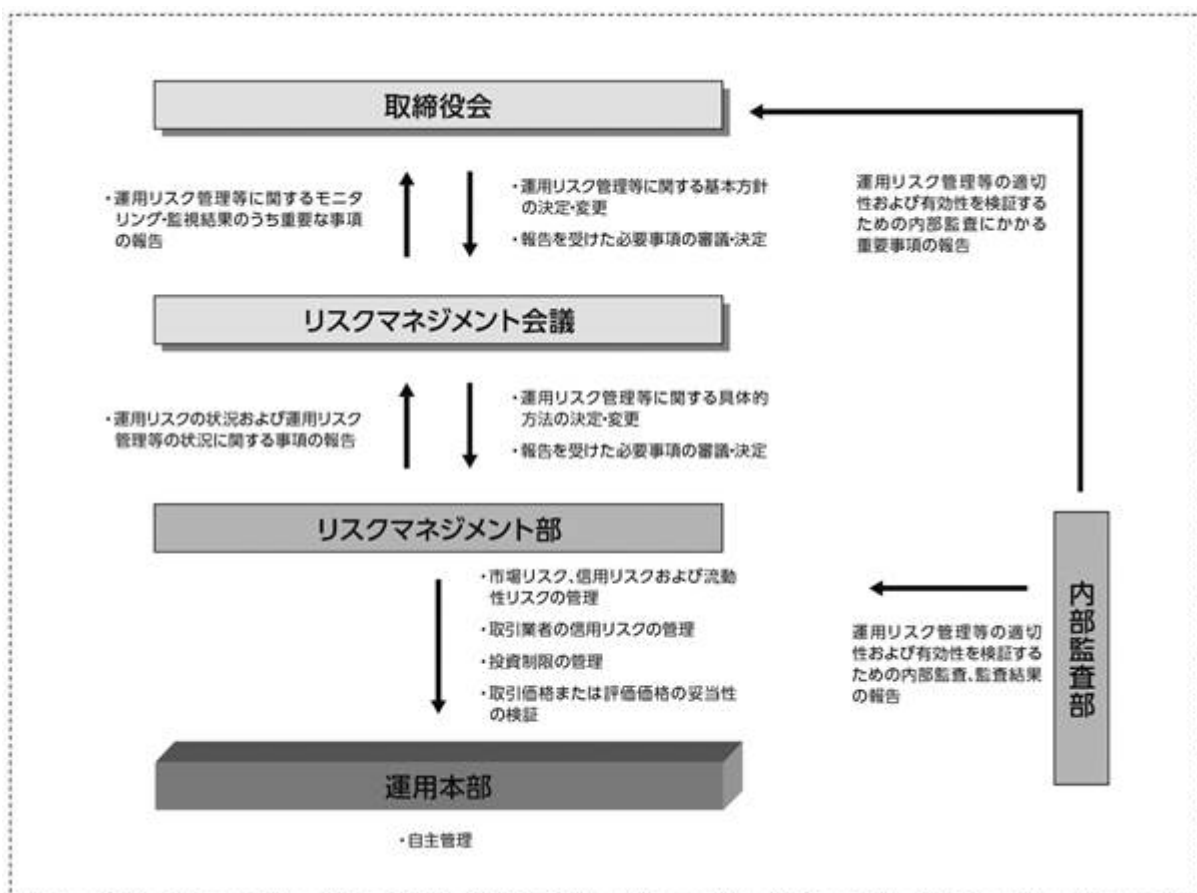 取締役会
・運用リスク管理等に関するモニタ
リング・監視結果のうち重要な事項
の報告
・運用リスク管理等に関する基本方針
の決定・変更
・報告を受けた必要事項の審議・決定
運用リスク管理等の適切
性および有効性を検証する
ための内部監査にかかる
重要事項の報告
リスクマネジメント会議
・運用リスクの状況および運用リスク
管理等の状況に関する事項の報告
・運用リスク管理等に関する具体的
方法の決定・変更
・報告を受けた必要事項の審議・決定
リスクマネジメント部
・市場リスク、信用リスクおよび流動
性リスクの管理
・取引業者の信用リスクの管理
・投資制限の管理
・取引価格または評価価格の妥当性
の検証
運用リスク管理等の適切
性および有効性を検証する
ための内部監査、監査結果
の報告
内部監査部
運用本部
・自主管理